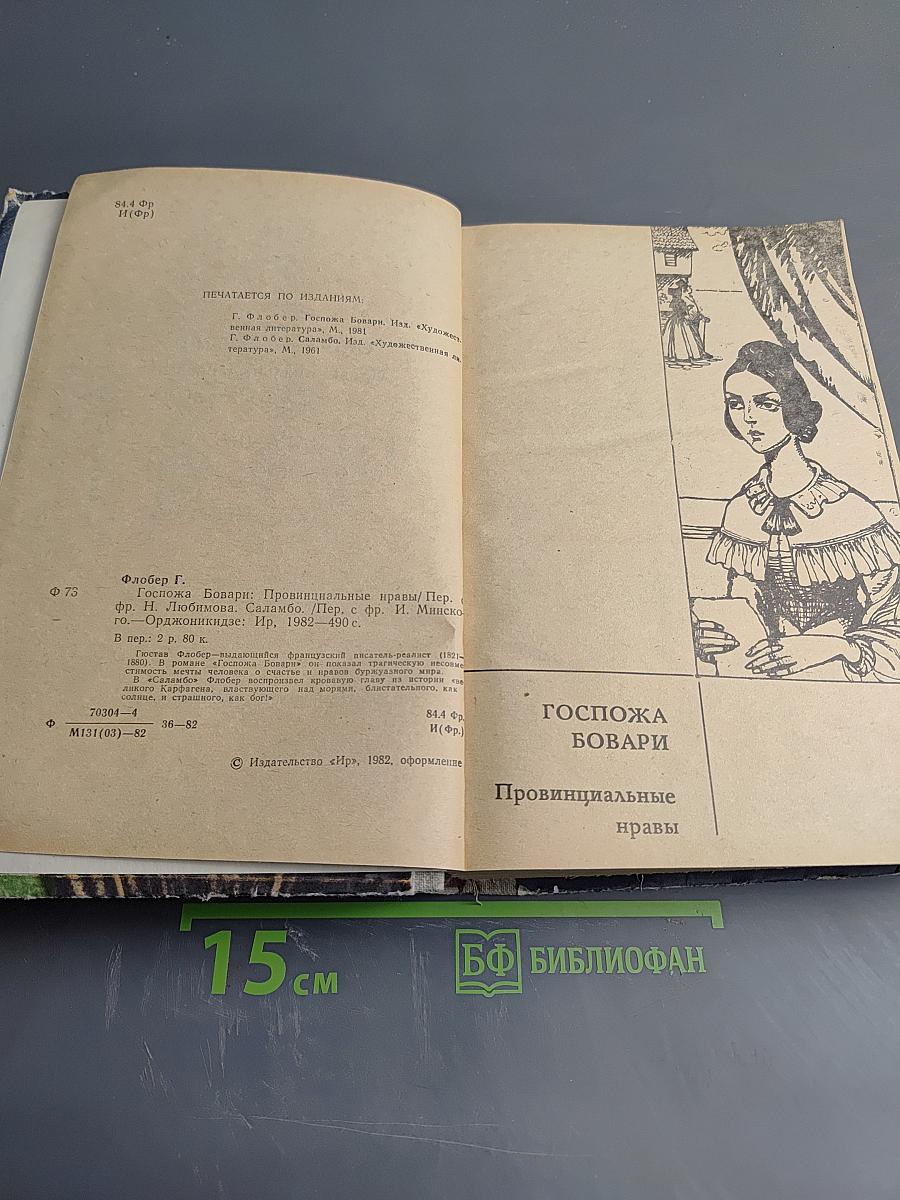 84.4 Фр
И(Фр)
ПЕЧАТАЕТСЯ ПО ИЗДАНИЯМ:
Г. Флобер. Госпожа Бовари. Изд. «Художест-
венная литература», М., 1981
Г. Флобер. Саламбо. Изд. «Художественная ли-
тература», М., 1961
Флобер Г.
Ф 73
Госпожа Бовари: Провинциальные нравы/ Пер. с
фр. Н. Любимова. Саламбо. /Пер. с фр. И. Минско-
го.—Орджоникидзе: Ир, 1982—490 с.
В пер.: 2 р. 80 к.
Гюстав Флобер—выдающийся французский писатель-реалист (1821—
1880). В романе «Госпожа Бовари» он показал трагическую несовме-
стимость мечты человека о счастье и нравов буржуазного мира.
В «Саламбо» Флобер воспроизвел кровавую главу из истории «ве-
ликого Карфагена, властвующего над морями, блистательного, как
солнце, и страшного, как бог!»
Ф 70304—4 36—82
М131(03)—82
84.4 Фр.
И(Фр.)
© Издательство «Ир», 1982, оформление
ГОСПОЖА
БОВАРИ
Провинциальные
нравы
15 см
БФ БИБЛИОФАН